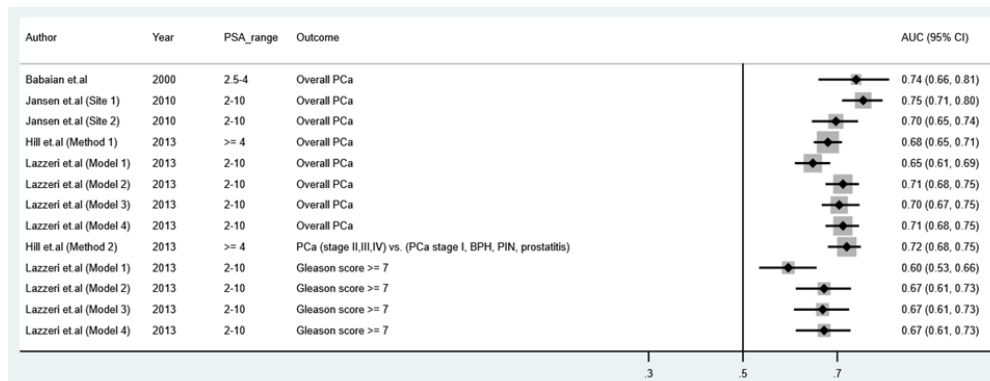 Author Year PSA_range Outcome AUC (95% CI)
Babaian et.al 2000 2.5-4 Overall PCa 0.74 (0.66, 0.81)
Jansen et.al (Site 1) 2010 2-10 Overall PCa 0.75 (0.71, 0.80)
Jansen et.al (Site 2) 2010 2-10 Overall PCa 0.70 (0.65, 0.74)
Hill et.al (Method 1) 2013 >= 4 Overall PCa 0.68 (0.65, 0.71)
Lazzeri et.al (Model 1) 2013 2-10 Overall PCa 0.65 (0.61, 0.69)
Lazzeri et.al (Model 2) 2013 2-10 Overall PCa 0.71 (0.68, 0.75)
Lazzeri et.al (Model 3) 2013 2-10 Overall PCa 0.70 (0.67, 0.75)
Lazzeri et.al (Model 4) 2013 2-10 Overall PCa 0.71 (0.68, 0.75)
Hill et.al (Method 2) 2013 >= 4 PCa (stage II,III,IV) vs. (PCa stage I, BPH, PIN, prostatitis) 0.72 (0.68, 0.75)
Lazzeri et.al (Model 1) 2013 2-10 Gleason score >= 7 0.60 (0.53, 0.66)
Lazzeri et.al (Model 2) 2013 2-10 Gleason score >= 7 0.67 (0.61, 0.73)
Lazzeri et.al (Model 3) 2013 2-10 Gleason score >= 7 0.67 (0.61, 0.73)
Lazzeri et.al (Model 4) 2013 2-10 Gleason score >= 7 0.67 (0.61, 0.73)
.3 .5 .7